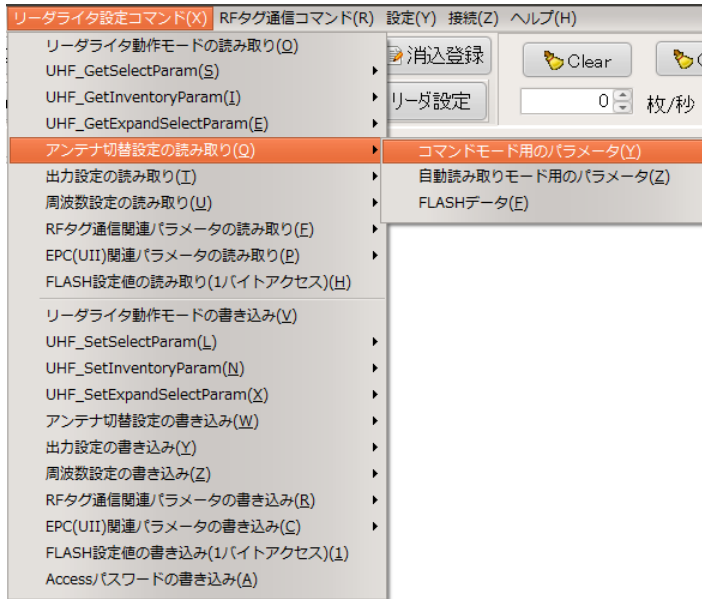 リーダライタ設定コマンド(X) RFタグ通信コマンド(R) 設定(Y) 接続(Z) ヘルプ(H)
消込登録
Clear
リーダ設定
0 枚/秒
リーダライタ動作モードの読み取り(O)
UHF_GetSelectParam(S)
UHF_GetInventoryParam(I)
UHF_GetExpandSelectParam(E)
アンテナ切替設定の読み取り(Q)
出力設定の読み取り(T)
周波数設定の読み取り(U)
RFタグ通信関連パラメータの読み取り(F)
EPC(UII)関連パラメータの読み取り(P)
FLASH設定値の読み取り(1バイトアクセス)(H)
リーダライタ動作モードの書き込み(V)
UHF_SetSelectParam(L)
UHF_SetInventoryParam(N)
UHF_SetExpandSelectParam(X)
アンテナ切替設定の書き込み(W)
出力設定の書き込み(Y)
周波数設定の書き込み(Z)
RFタグ通信関連パラメータの書き込み(R)
EPC(UII)関連パラメータの書き込み(C)
FLASH設定値の書き込み(1バイトアクセス)(1)
Accessパスワードの書き込み(A)
コマンドモード用のパラメータ(Y)
自動読み取りモード用のパラメータ(Z)
FLASHデータ(F)